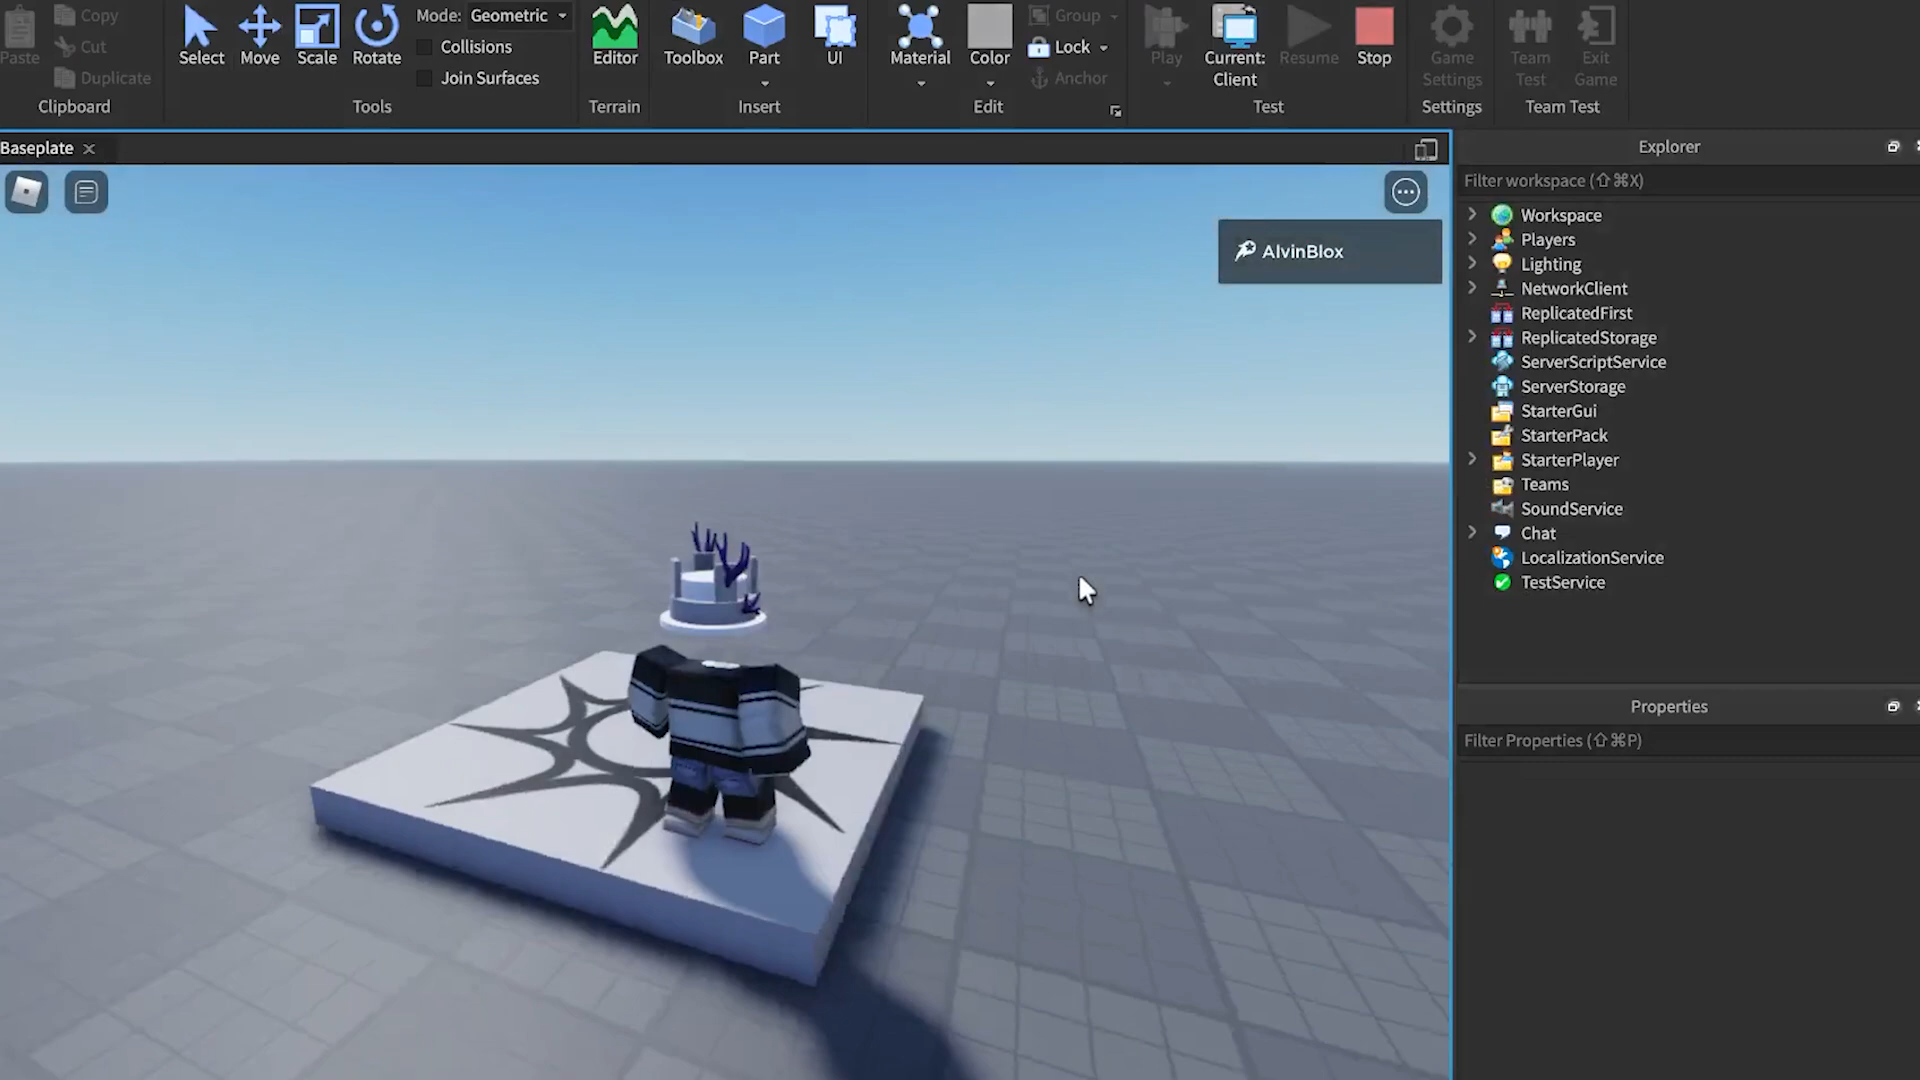 Paste
Copy
Cut
Duplicate
Clipboard
Select
Move
Scale
Rotate
Mode: Geometric
Collisions
Join Surfaces
Tools
Editor
Terrain
Toolbox
Part
UI
Insert
Material
Color
Group
Lock
Anchor
Edit
Play
Current:
Client
Resume
Stop
Test
Game
Settings
Settings
Team
Test
Exit
Game
Team Test
Baseplate
AlvinBlox
Explorer
Filter workspace (⇧⌘X)
Workspace
Players
Lighting
NetworkClient
ReplicatedFirst
ReplicatedStorage
ServerScriptService
ServerStorage
StarterGui
StarterPack
StarterPlayer
Teams
SoundService
Chat
LocalizationService
TestService
Properties
Filter Properties (⇧⌘P)